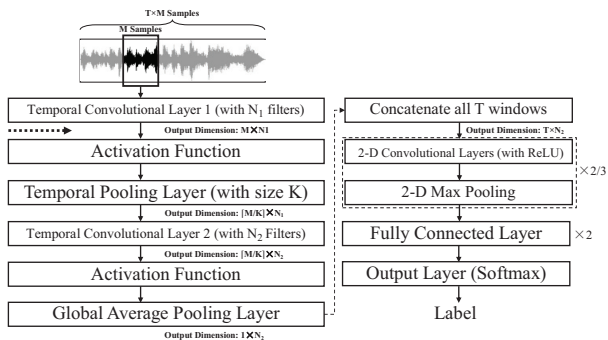 T×M Samples
M Samples
Temporal Convolutional Layer 1 (with N₁ filters)
Output Dimension: M×N1
Activation Function
Temporal Pooling Layer (with size K)
Output Dimension: ⌈M/K⌉×N₁
Temporal Convolutional Layer 2 (with N₂ Filters)
Output Dimension: ⌈M/K⌉×N₂
Activation Function
Global Average Pooling Layer
Output Dimension: 1×N₂
Concatenate all T windows
Output Dimension: T×N₂
2-D Convolutional Layers (with ReLU)
×2/3
2-D Max Pooling
Fully Connected Layer
×2
Output Layer (Softmax)
Label